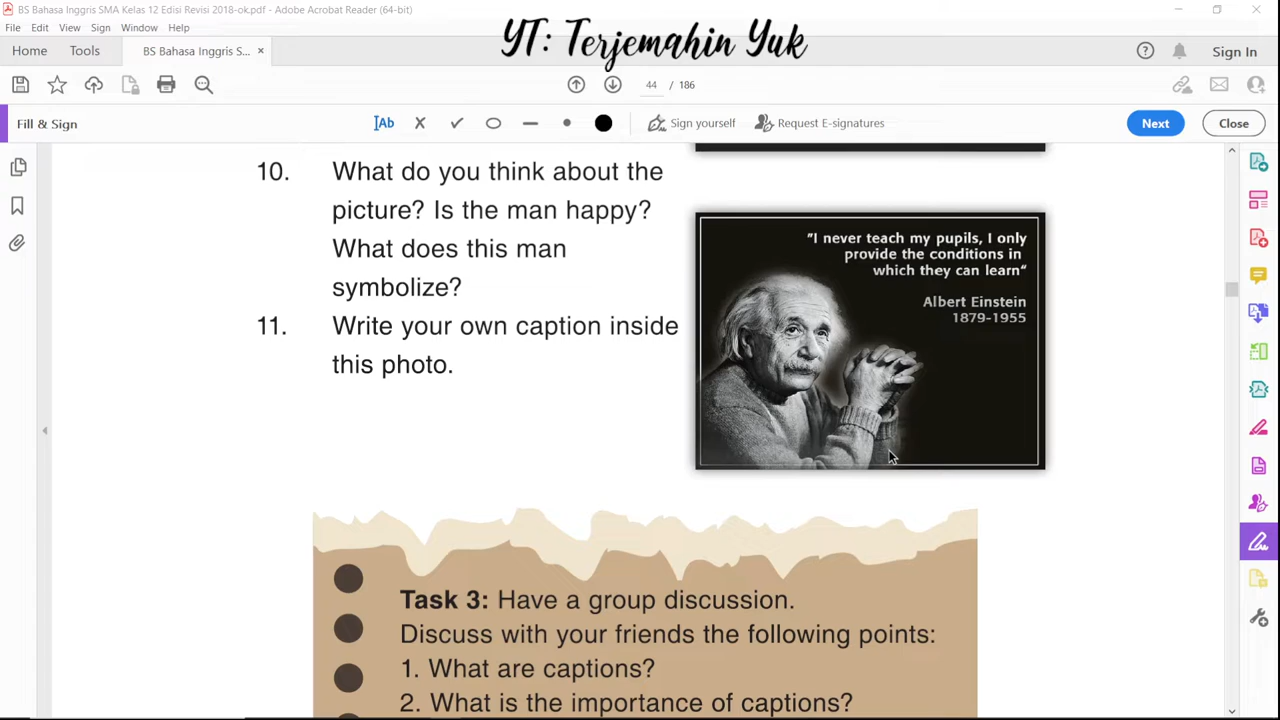 BS Bahasa Inggris SMA Kelas 12 Edisi Revisi 2018-ok.pdf - Adobe Acrobat Reader (64-bit)
YT: Terjemahin Yuk
File Edit View Sign Window Help
Home Tools BS Bahasa Inggris S... × Sign In
44 / 186
Fill & Sign Ab Sign yourself Request E-signatures Next Close
10. What do you think about the
picture? Is the man happy?
What does this man
symbolize?
11. Write your own caption inside
this photo.
"I never teach my pupils, I only
provide the conditions in
which they can learn"
Albert Einstein
1879-1955
Task 3: Have a group discussion.
Discuss with your friends the following points:
1. What are captions?
2. What is the importance of captions?